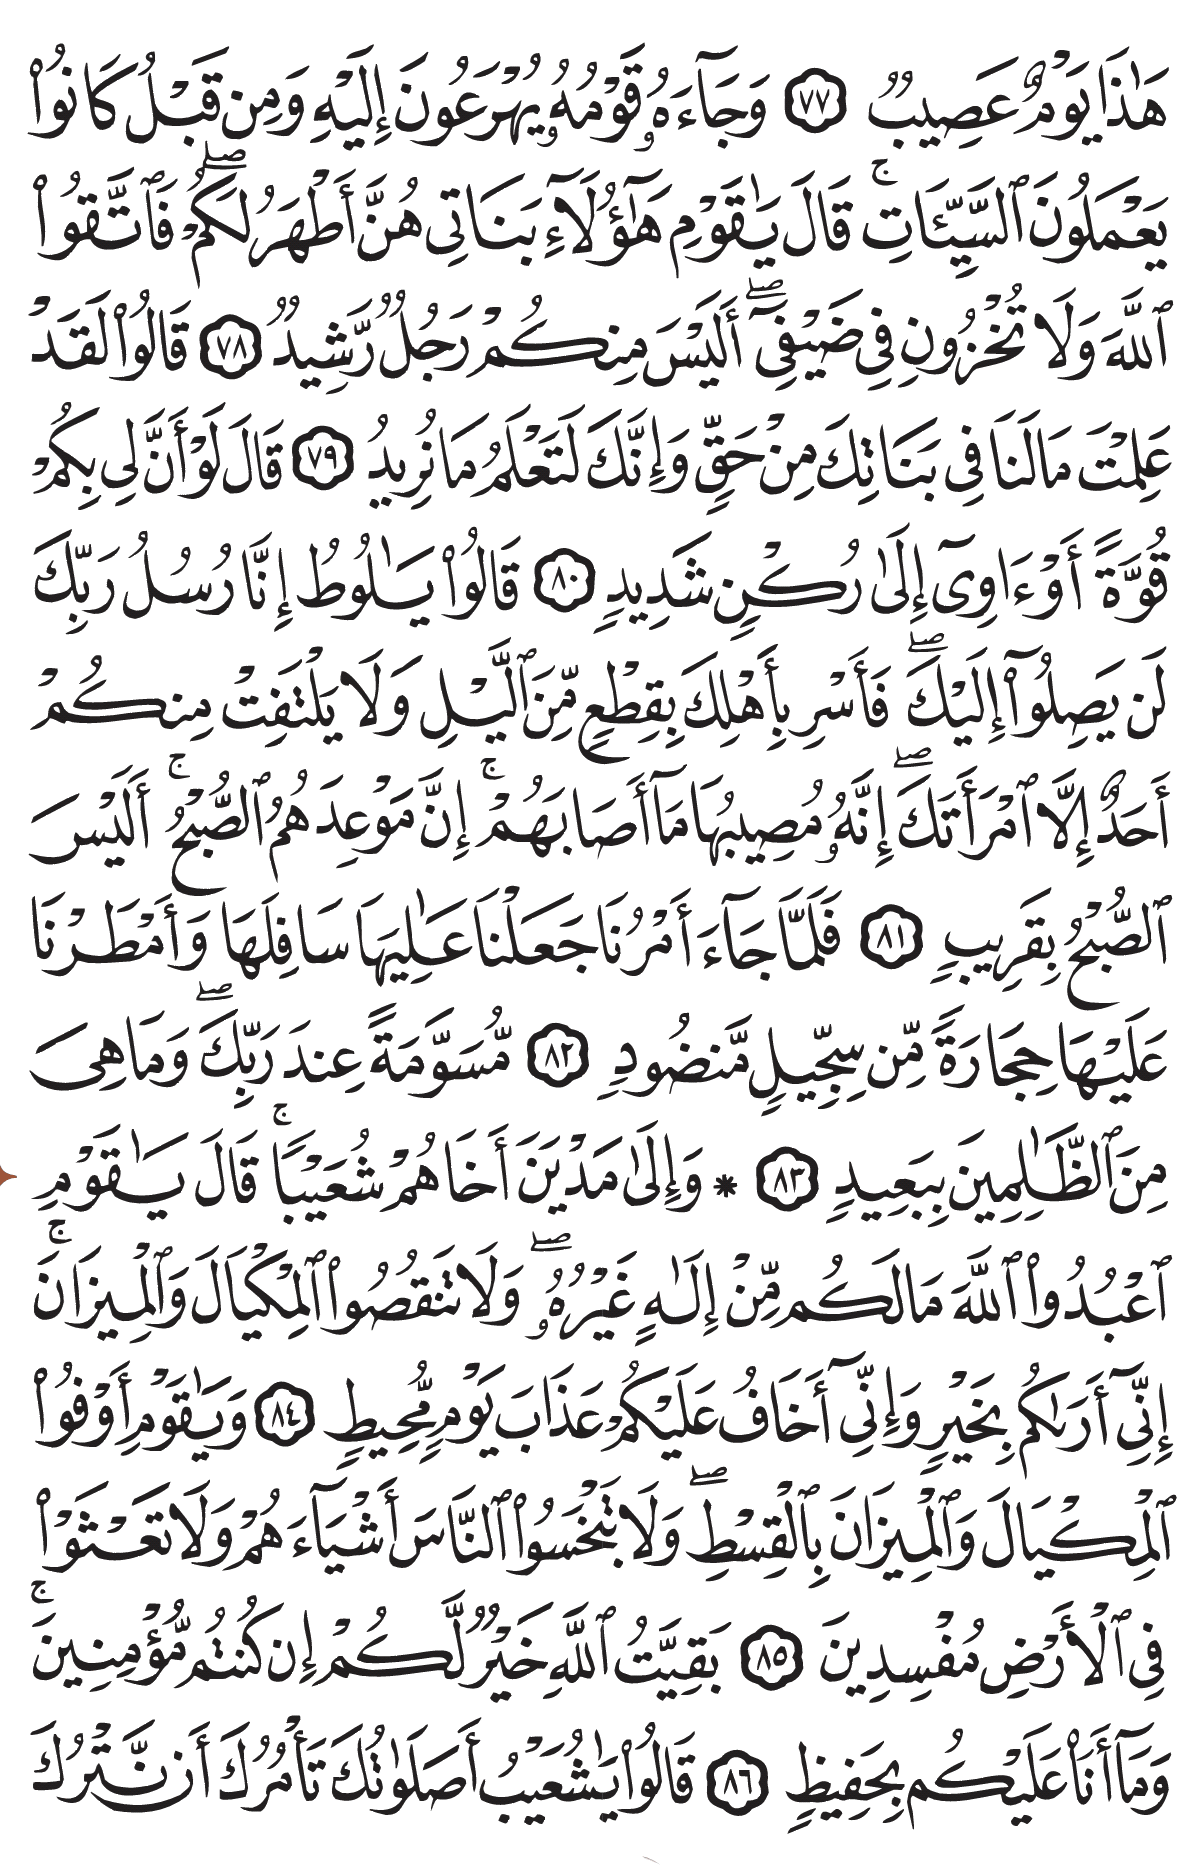 هَٰذَا يَوْمٌ عَصِيبٌ ٧٧ وَجَآءَهُۥ قَوْمُهُۥ يُهْرَعُونَ إِلَيْهِ وَمِن قَبْلُ كَانُوا۟
يَعْمَلُونَ ٱلسَّيِّـَٔاتِ ۚ قَالَ يَٰقَوْمِ هَٰٓؤُلَآءِ بَنَاتِى هُنَّ أَطْهَرُ لَكُمْ ۖ فَٱتَّقُوا۟
ٱللَّهَ وَلَا تُخْزُونِ فِى ضَيْفِىٓ ۖ أَلَيْسَ مِنكُمْ رَجُلٌ رَّشِيدٌ ٧٨ قَالُوا۟ لَقَدْ
عَلِمْتَ مَا لَنَا فِى بَنَاتِكَ مِنْ حَقٍّ وَإِنَّكَ لَتَعْلَمُ مَا نُرِيدُ ٧٩ قَالَ لَوْ أَنَّ لِى بِكُمْ
قُوَّةً أَوْ ءَاوِىٓ إِلَىٰ رُكْنٍ شَدِيدٍ ٨٠ قَالُوا۟ يَٰلُوطُ إِنَّا رُسُلُ رَبِّكَ
لَن يَصِلُوٓا۟ إِلَيْكَ ۖ فَأَسْرِ بِأَهْلِكَ بِقِطْعٍ مِّنَ ٱلَّيْلِ وَلَا يَلْتَفِتْ مِنكُمْ
أَحَدٌ إِلَّا ٱمْرَأَتَكَ ۖ إِنَّهُۥ مُصِيبُهَا مَآ أَصَابَهُمْ ۚ إِنَّ مَوْعِدَهُمُ ٱلصُّبْحُ ۚ أَلَيْسَ
ٱلصُّبْحُ بِقَرِيبٍ ٨١ فَلَمَّا جَآءَ أَمْرُنَا جَعَلْنَا عَٰلِيَهَا سَافِلَهَا وَأَمْطَرْنَا
عَلَيْهَا حِجَارَةً مِّن سِجِّيلٍ مَّنضُودٍ ٨٢ مُّسَوَّمَةً عِندَ رَبِّكَ ۖ وَمَا هِىَ
مِنَ ٱلظَّٰلِمِينَ بِبَعِيدٍ ٨٣ * وَإِلَىٰ مَدْيَنَ أَخَاهُمْ شُعَيْبًا ۚ قَالَ يَٰقَوْمِ
ٱعْبُدُوا۟ ٱللَّهَ مَا لَكُم مِّنْ إِلَٰهٍ غَيْرُهُۥ ۖ وَلَا تَنقُصُوا۟ ٱلْمِكْيَالَ وَٱلْمِيزَانَ ۚ
إِنِّىٓ أَرَىٰكُم بِخَيْرٍ وَإِنِّىٓ أَخَافُ عَلَيْكُمْ عَذَابَ يَوْمٍ مُّحِيطٍ ٨٤ وَيَٰقَوْمِ أَوْفُوا۟
ٱلْمِكْيَالَ وَٱلْمِيزَانَ بِٱلْقِسْطِ ۖ وَلَا تَبْخَسُوا۟ ٱلنَّاسَ أَشْيَآءَهُمْ وَلَا تَعْثَوْا۟
فِى ٱلْأَرْضِ مُفْسِدِينَ ٨٥ بَقِيَّتُ ٱللَّهِ خَيْرٌ لَّكُمْ إِن كُنتُم مُّؤْمِنِينَ ۚ
وَمَآ أَنَا۠ عَلَيْكُم بِحَفِيظٍ ٨٦ قَالُوا۟ يَٰشُعَيْبُ أَصَلَوٰتُكَ تَأْمُرُكَ أَن نَّتْرُكَ